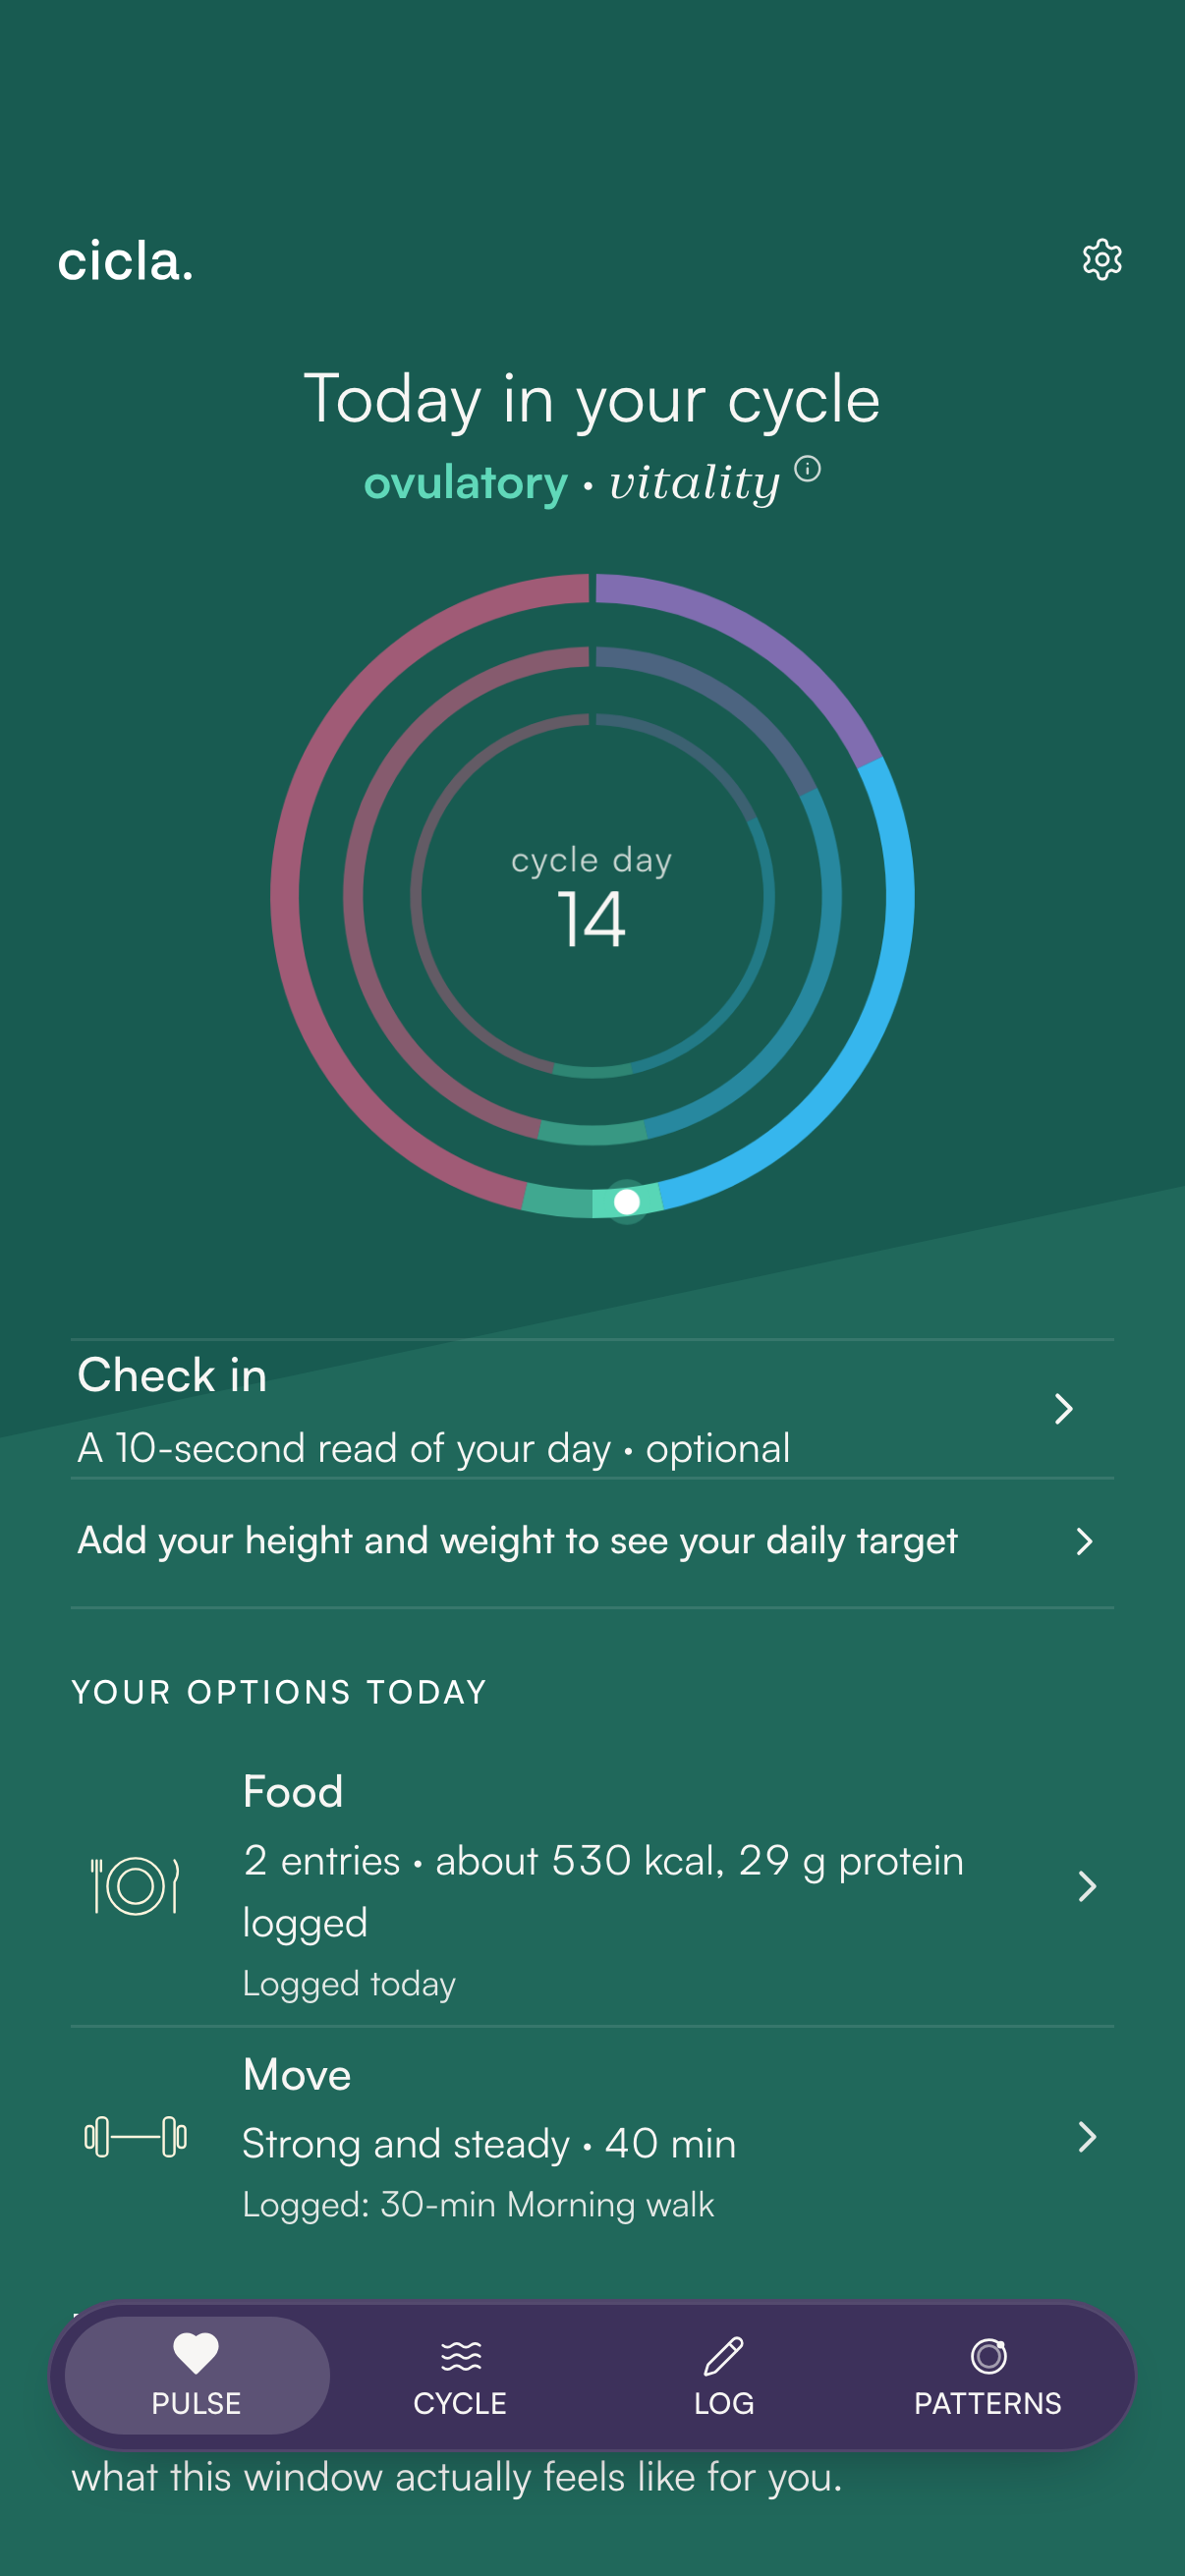 cicla.
Today in your cycle
ovulatory · vitality
cycle day
14
Check in
A 10-second read of your day · optional
Add your height and weight to see your daily target
YOUR OPTIONS TODAY
Food
2 entries · about 530 kcal, 29 g protein
logged
Logged today
Move
Strong and steady · 40 min
Logged: 30-min Morning walk
PULSE CYCLE LOG PATTERNS
what this window actually feels like for you.